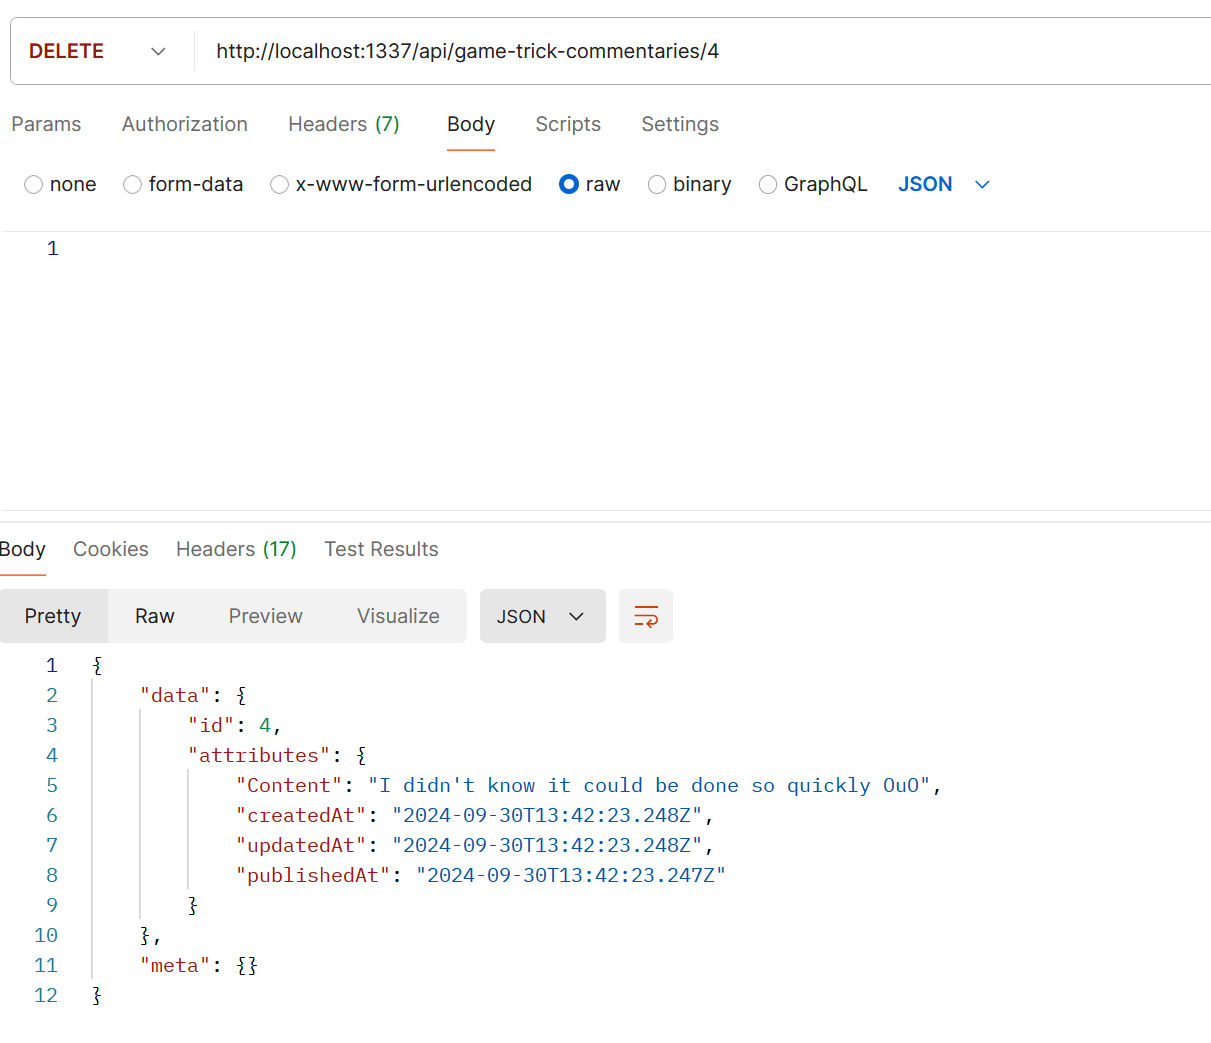 DELETE http://localhost:1337/api/game-trick-commentaries/4
Params Authorization Headers (7) Body Scripts Settings
none form-data x-www-form-urlencoded raw binary GraphQL JSON
1
Body Cookies Headers (17) Test Results
Pretty Raw Preview Visualize JSON
1 {
2 "data": {
3 "id": 4,
4 "attributes": {
5 "Content": "I didn't know it could be done so quickly OuO",
6 "createdAt": "2024-09-30T13:42:23.248Z",
7 "updatedAt": "2024-09-30T13:42:23.248Z",
8 "publishedAt": "2024-09-30T13:42:23.247Z"
9 }
10 },
11 "meta": {}
12 }